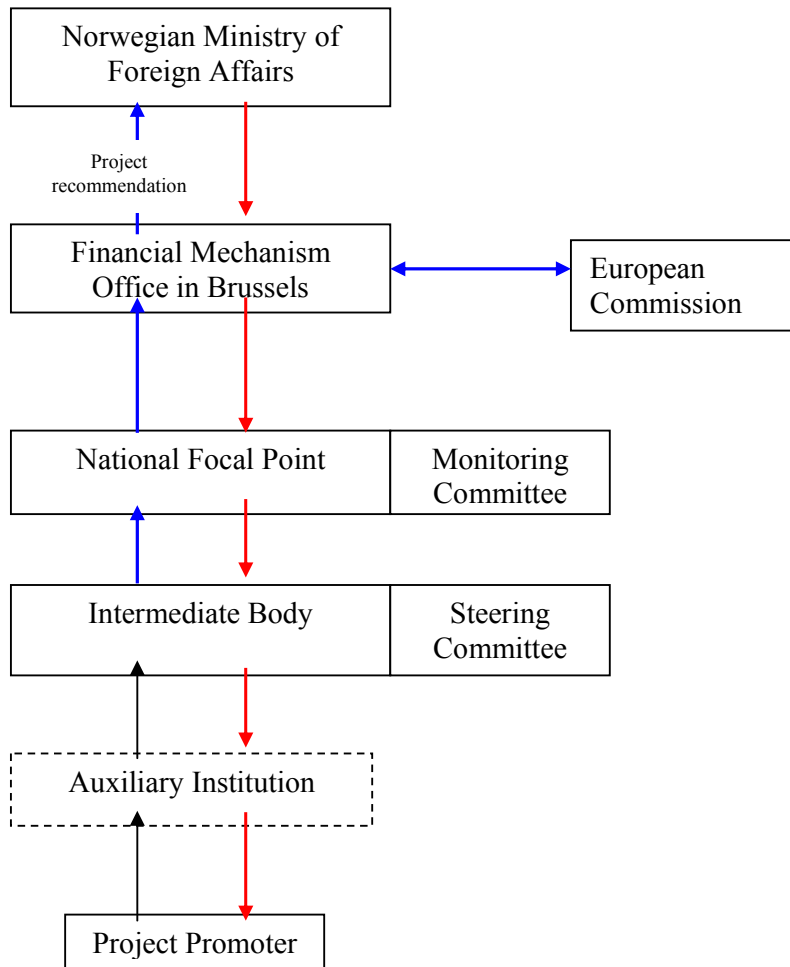 Norwegian Ministry of
Foreign Affairs
Project
recommendation
Financial Mechanism
Office in Brussels
European
Commission
National Focal Point
Monitoring
Committee
Intermediate Body
Steering
Committee
Auxiliary Institution
Project Promoter